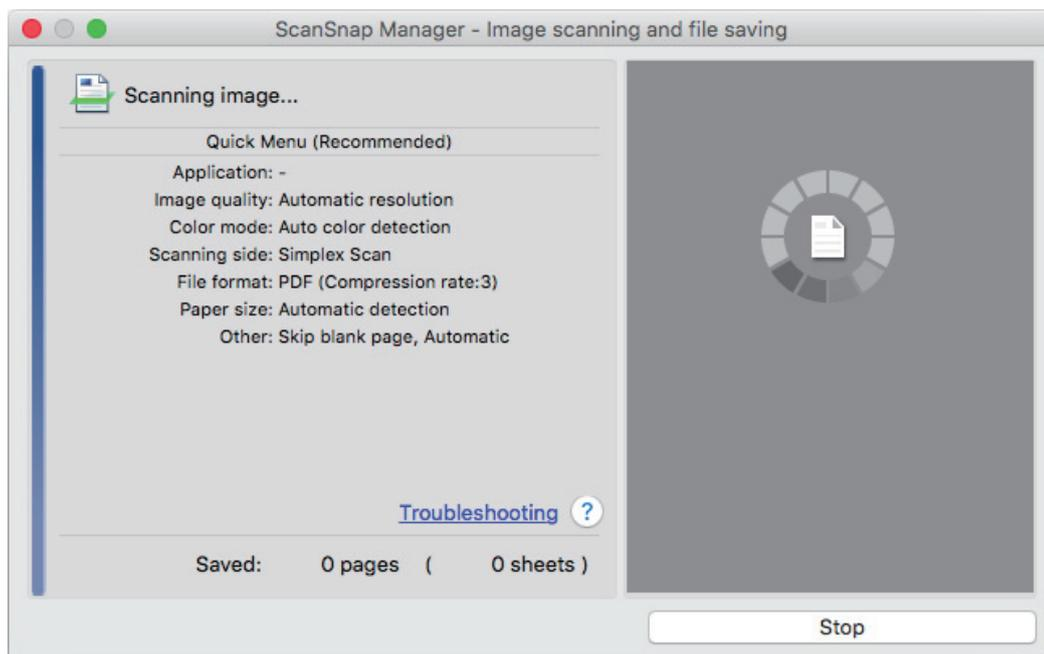 ScanSnap Manager - Image scanning and file saving
Scanning image...
Quick Menu (Recommended)
Application: -
Image quality: Automatic resolution
Color mode: Auto color detection
Scanning side: Simplex Scan
File format: PDF (Compression rate:3)
Paper size: Automatic detection
Other: Skip blank page, Automatic
Troubleshooting ?
Saved: 0 pages ( 0 sheets )
Stop